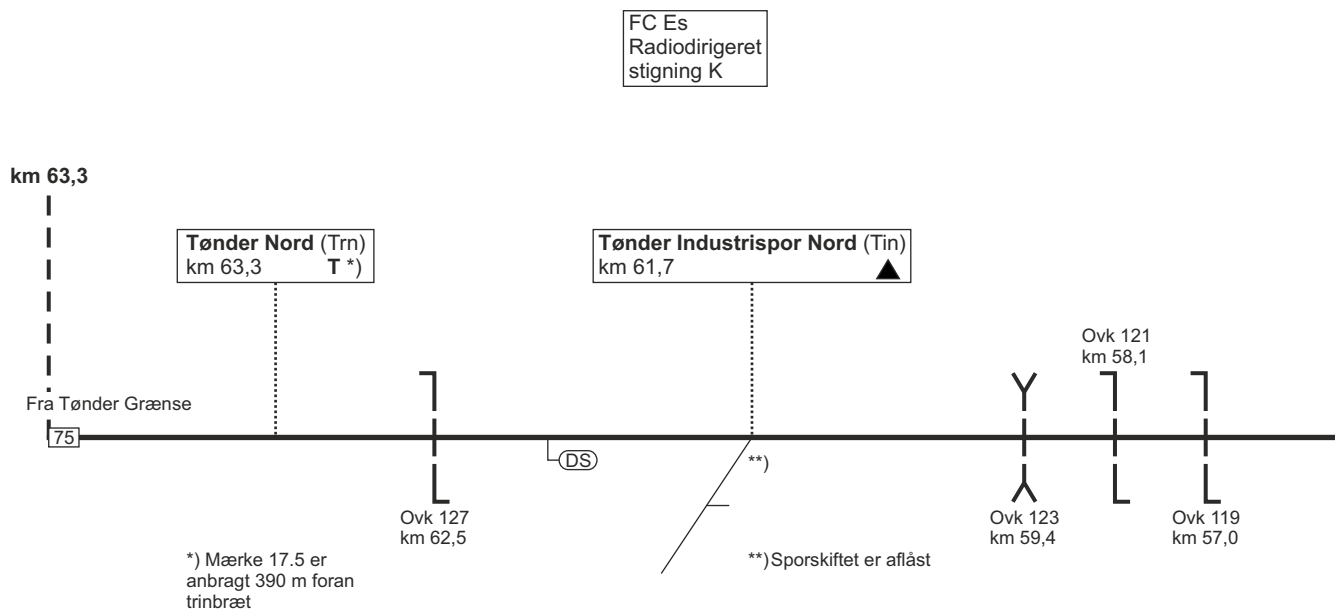 FC Es
Radiodirigeret
stigning K
km 63,3
Tønder Nord (Trn)
km 63,3 T *)
Tønder Industrispor Nord (Tin)
km 61,7
Ovk 121
km 58,1
Fra Tønder Grænse
75
DS
**)
Ovk 127
km 62,5
Ovk 123
km 59,4
Ovk 119
km 57,0
*) Mærke 17.5 er
anbragt 390 m foran
trinbræt
**)Sporskiftet er aflåst